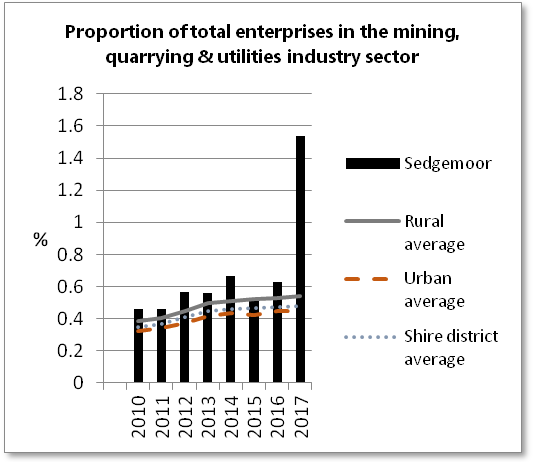 Proportion of total enterprises in the mining,
quarrying & utilities industry sector
1.8
1.6
1.4
1.2
1
0.8
0.6
0.4
0.2
0
%
2010
2011
2012
2013
2014
2015
2016
2017
Sedgemoor
Rural
average
Urban
average
Shire district
average